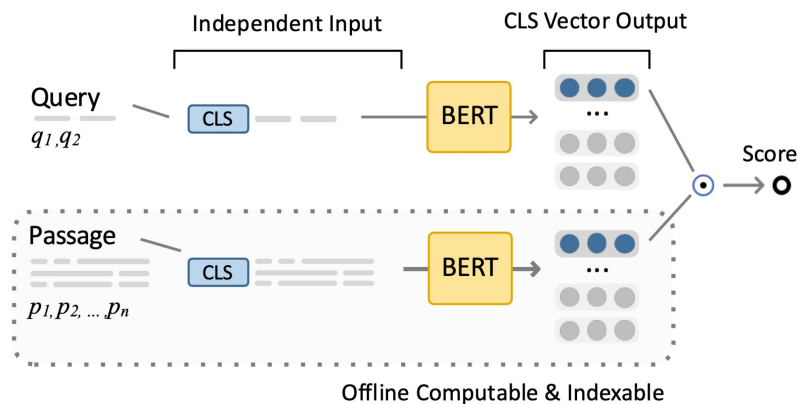 Independent Input
CLS Vector Output
Query
q1,q2
CLS
BERT
...
Score
Passage
p1,p2, ...,pn
CLS
BERT
...
Offline Computable & Indexable